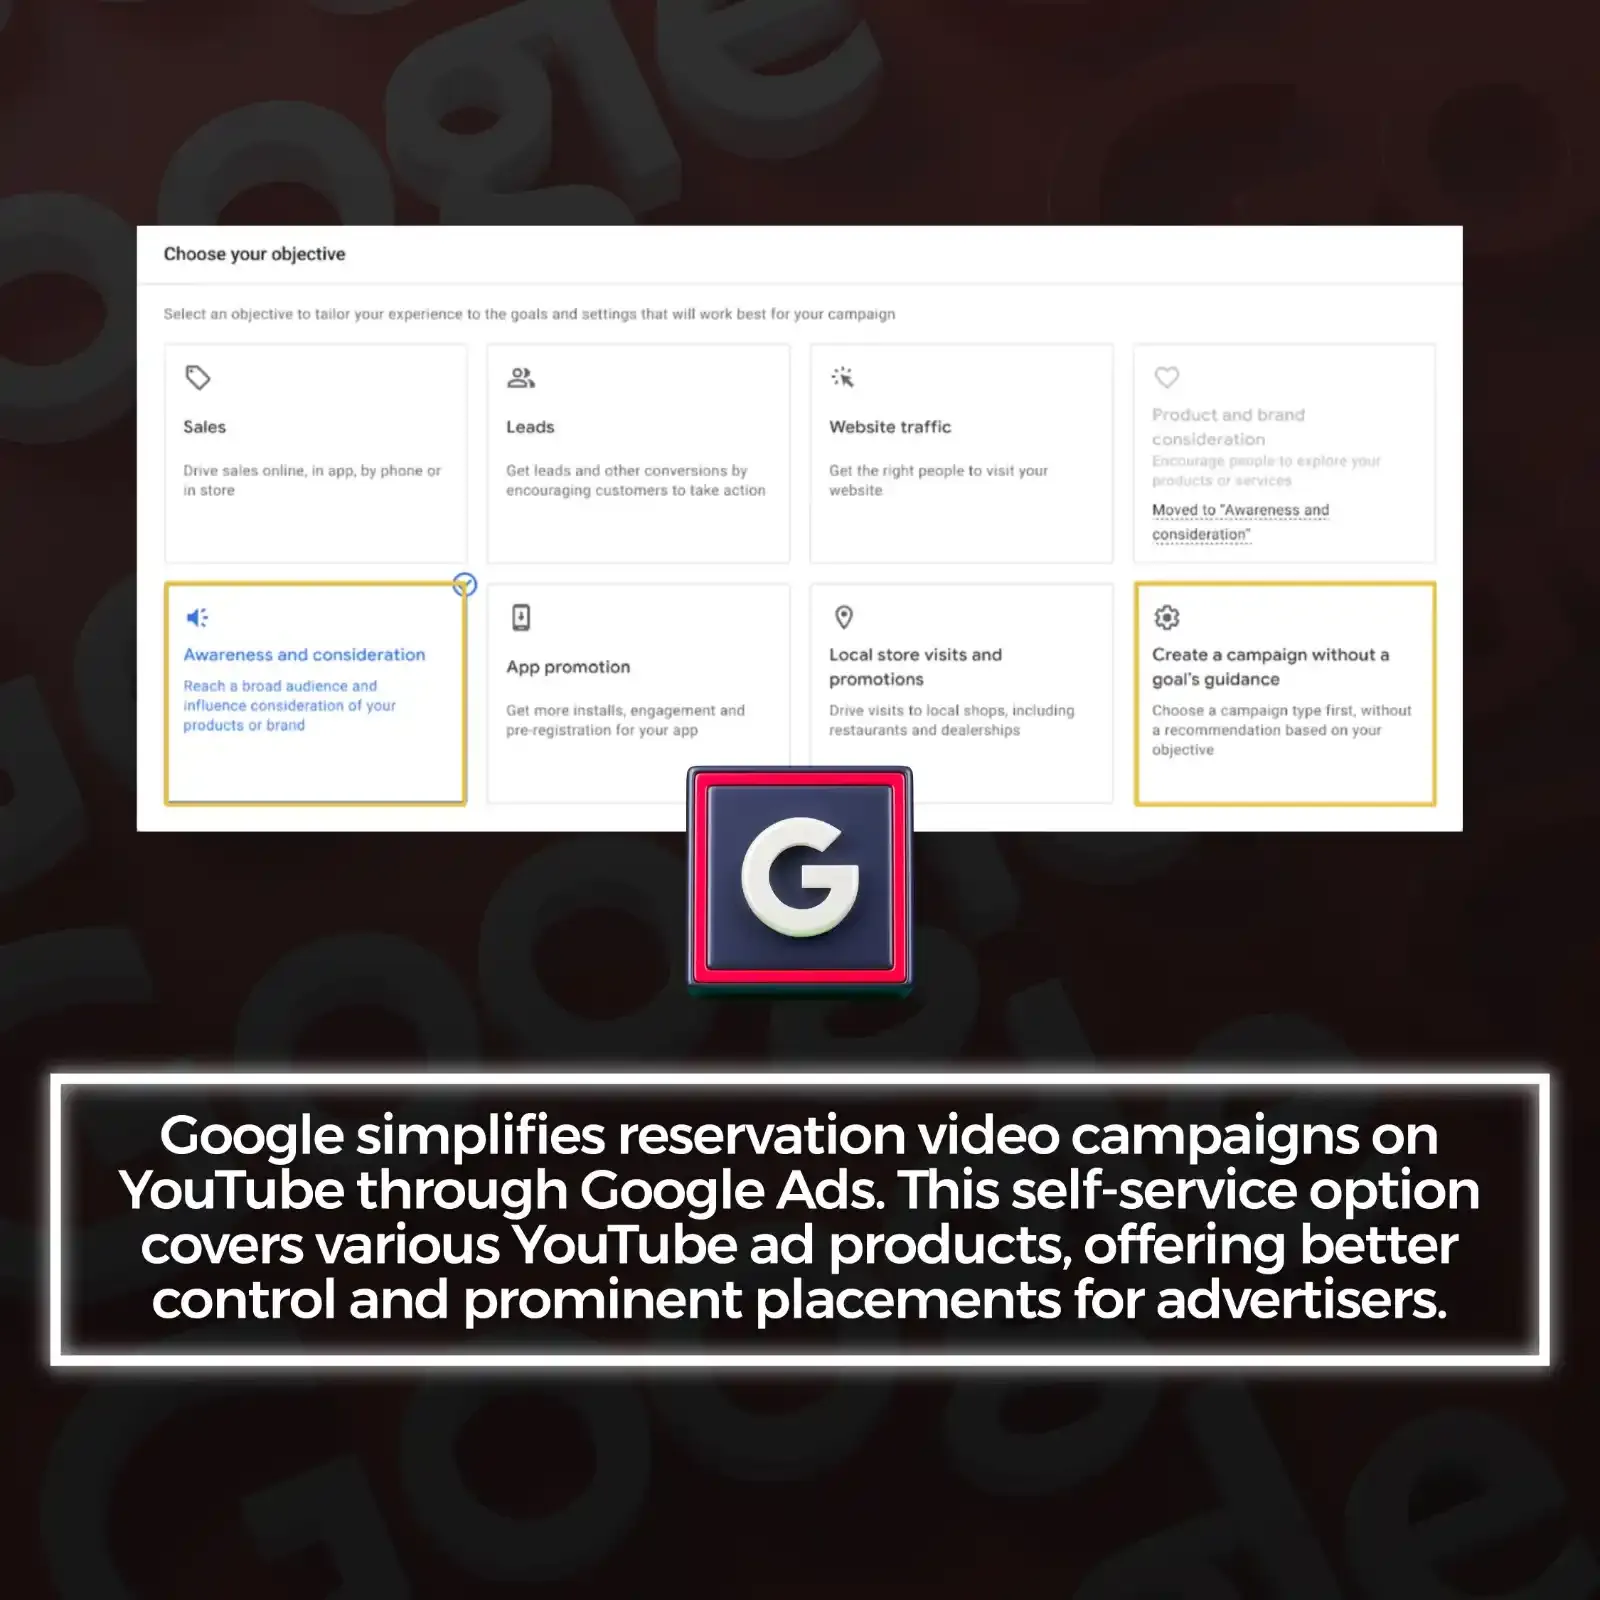 Choose your objective
Select an objective to tailor your experience to the goals and settings that will work best for your campaign
Sales
Drive sales online, in app, by phone or
in store
Leads
Get leads and other conversions by
encouraging customers to take action
Website traffic
Get the right people to visit your
website
Product and brand
consideration
Encourage people to explore your
products or services
Moved to "Awareness and
consideration"
Awareness and consideration
Reach a broad audience and
influence consideration of your
products or brand
App promotion
Get more installs, engagement and
pre-registration for your app
Local store visits and
promotions
Drive visits to local shops, including
restaurants and dealerships
Create a campaign without a
goal's guidance
Choose a campaign type first, without
a recommendation based on your
objective
G
Google simplifies reservation video campaigns on
YouTube through Google Ads. This self-service option
covers various YouTube ad products, offering better
control and prominent placements for advertisers.